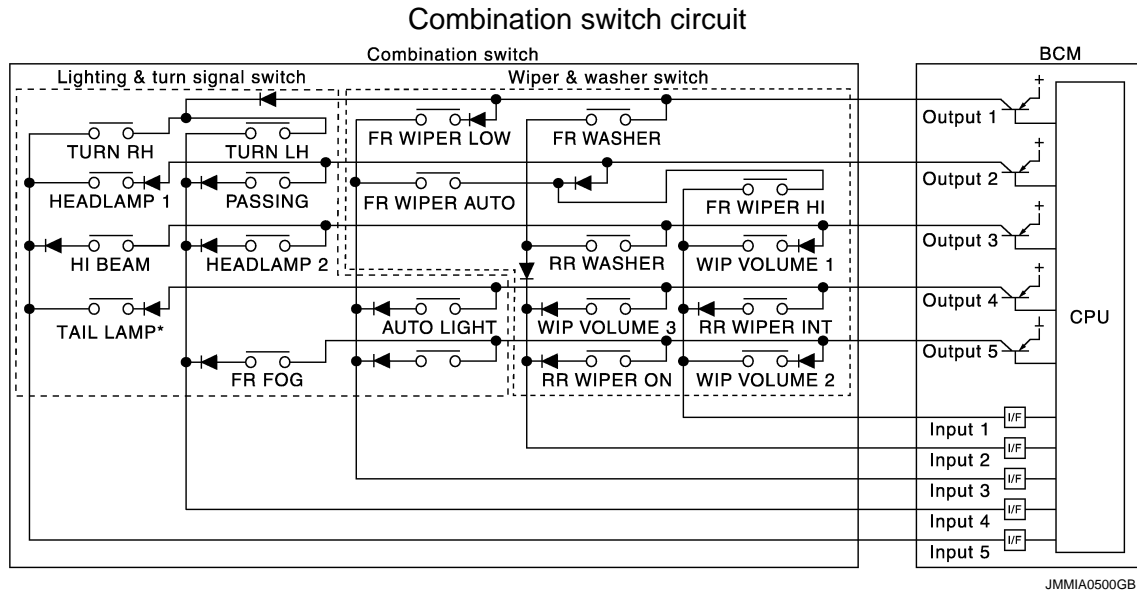 Combination switch circuit
Combination switch
BCM
Lighting & turn signal switch
Wiper & washer switch
Output 1
+
TURN RH
TURN LH
FR WIPER LOW
FR WASHER
Output 2
+
HEADLAMP 1
PASSING
FR WIPER AUTO
FR WIPER HI
Output 3
+
HI BEAM
HEADLAMP 2
RR WASHER
WIP VOLUME 1
Output 4
+
TAIL LAMP*
AUTO LIGHT
WIP VOLUME 3
RR WIPER INT
CPU
Output 5
+
FR FOG
RR WIPER ON
WIP VOLUME 2
Input 1
I/F
Input 2
I/F
Input 3
I/F
Input 4
I/F
Input 5
I/F
JMMIA0500GB